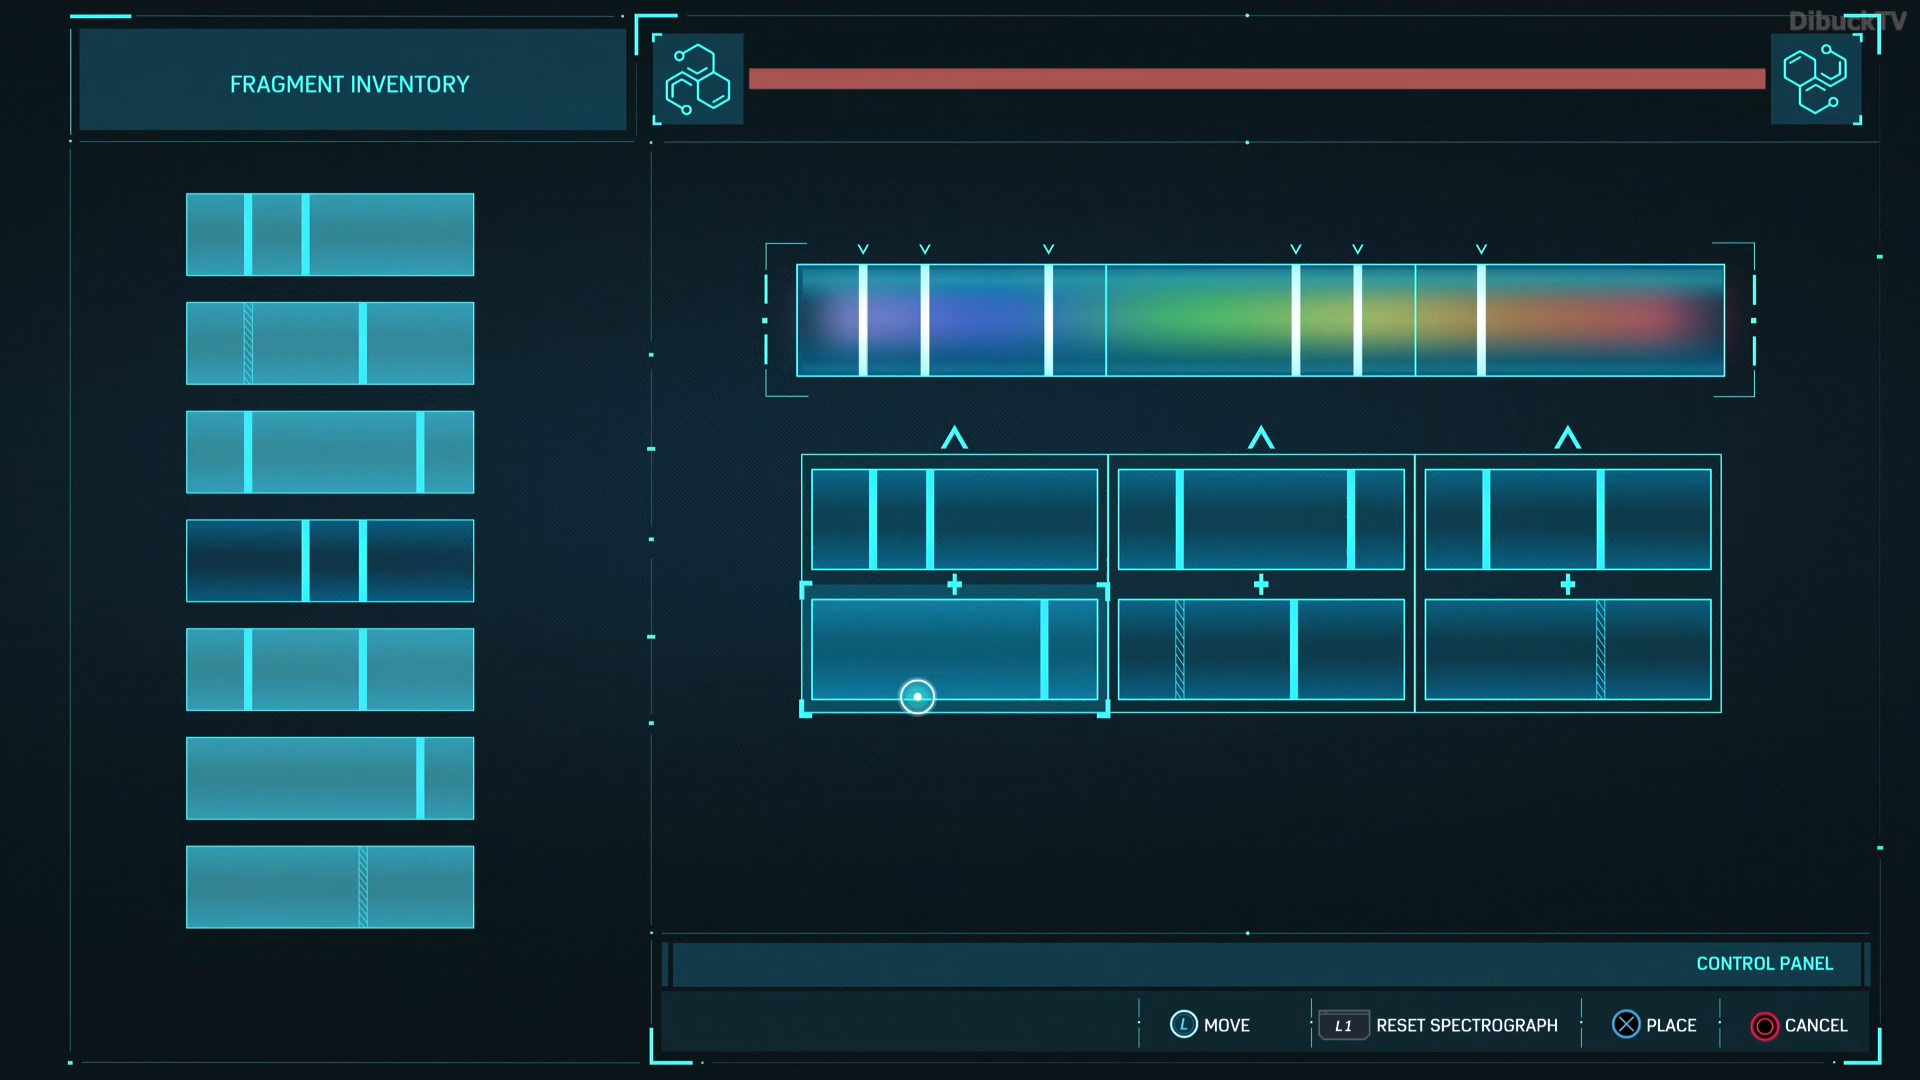 DibuckTV
FRAGMENT INVENTORY
CONTROL PANEL
L MOVE
L1 RESET SPECTROGRAPH
PLACE
CANCEL